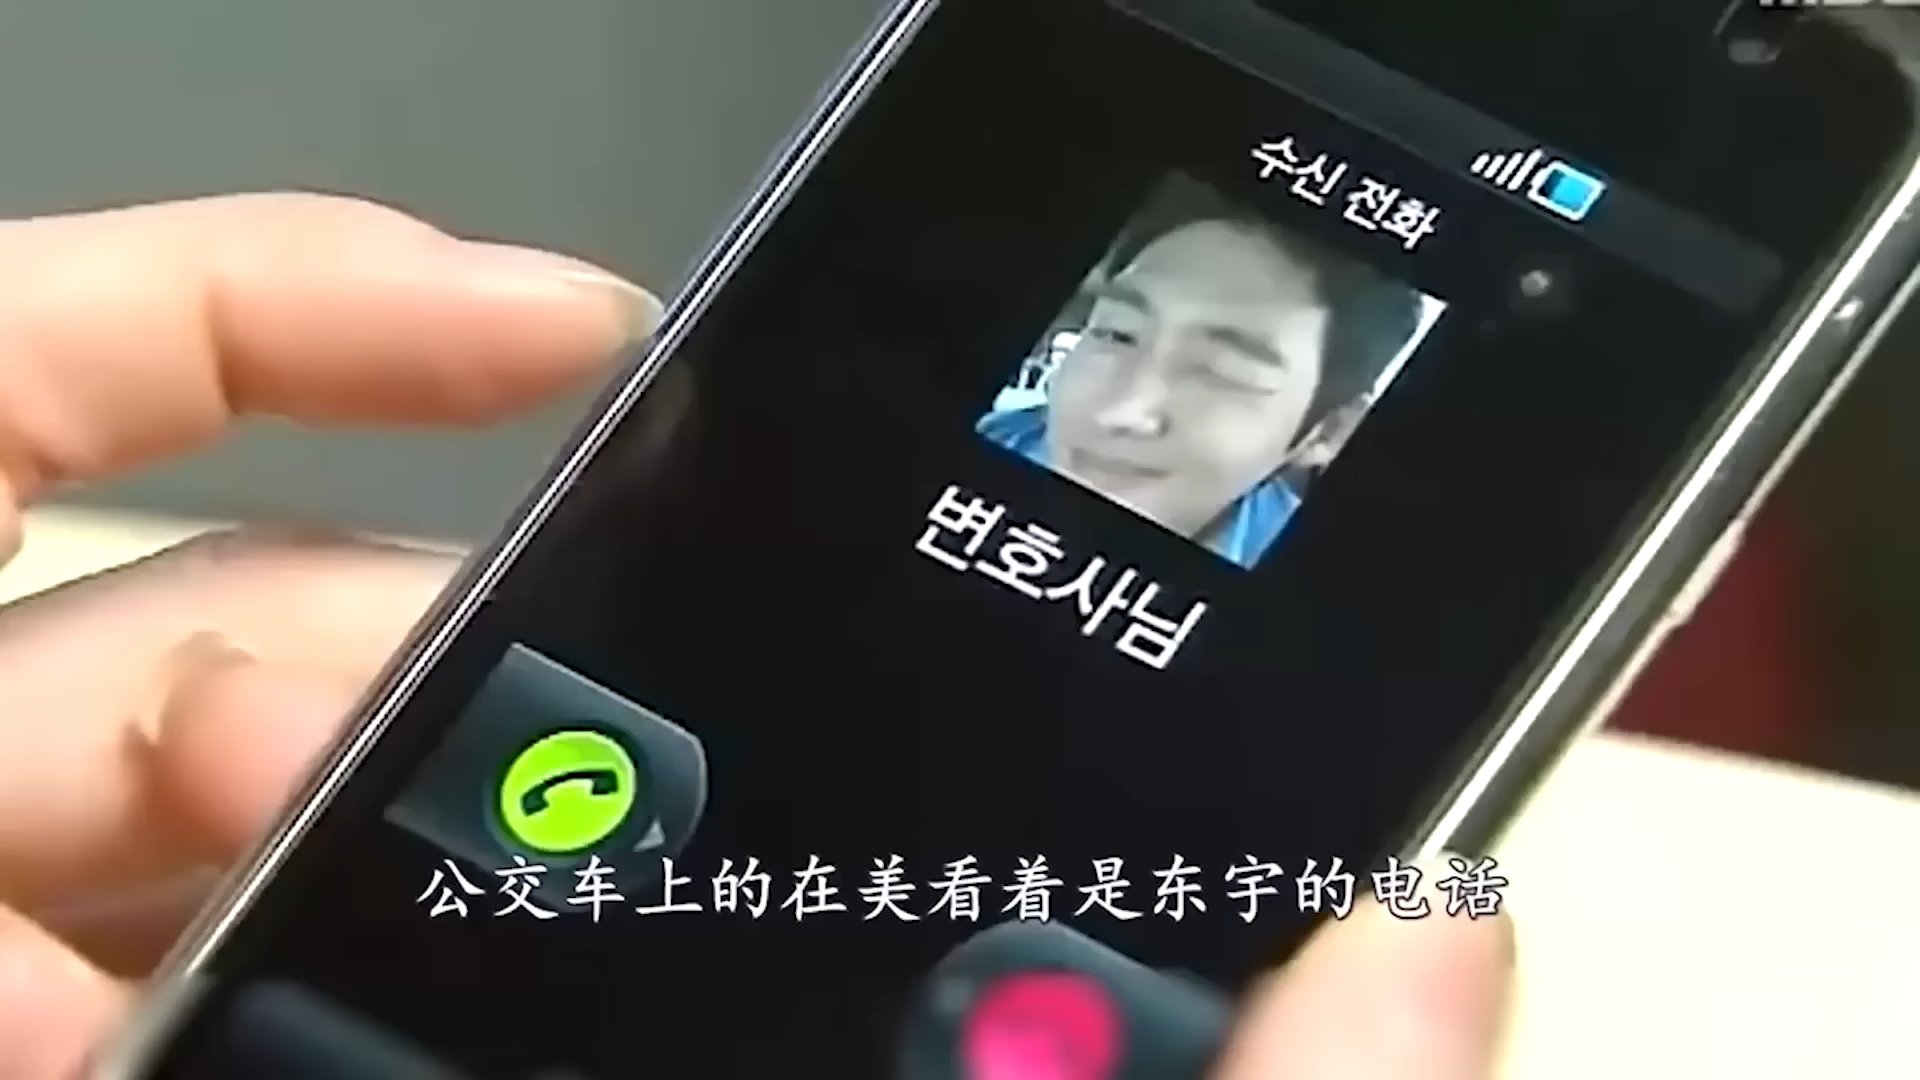 수신 전화
변호사님
公交车上的在美看着是东宇的电话